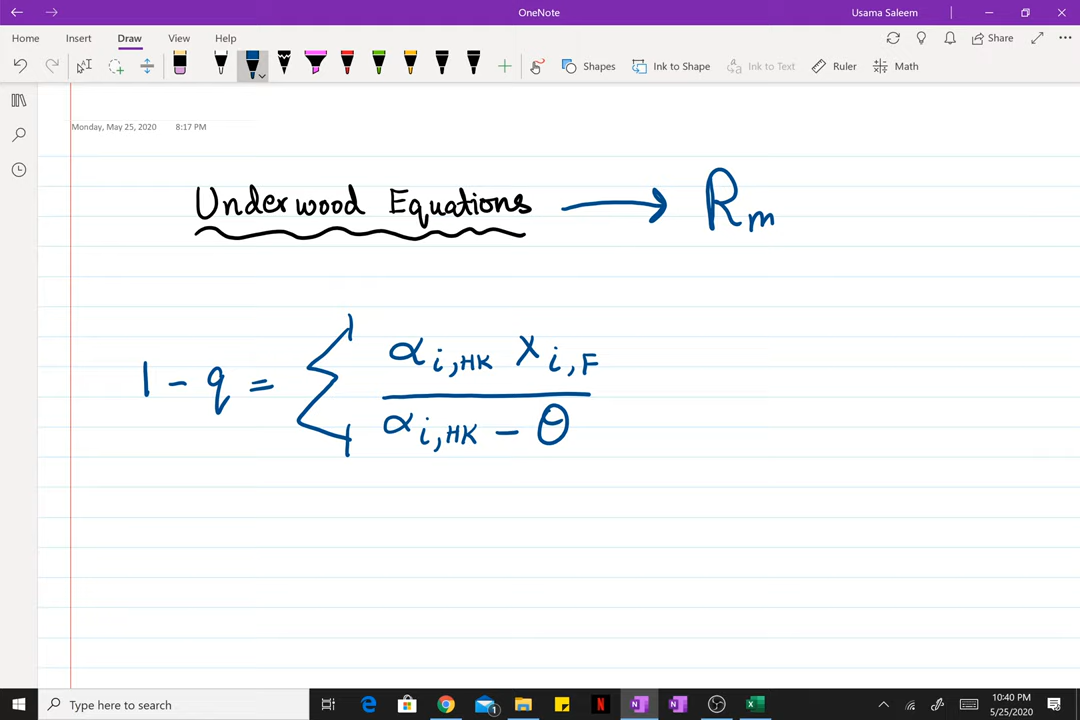 OneNote
Usama Saleem
Home Insert Draw View Help
Share
Shapes
Ink to Shape
Ink to Text
Ruler
Math
Monday, May 25, 2020 8:17 PM
Underwood Equations → Rm
1 - q = Σ αi,HK xi,F / αi,HK - θ
Type here to search
10:40 PM
5/25/2020